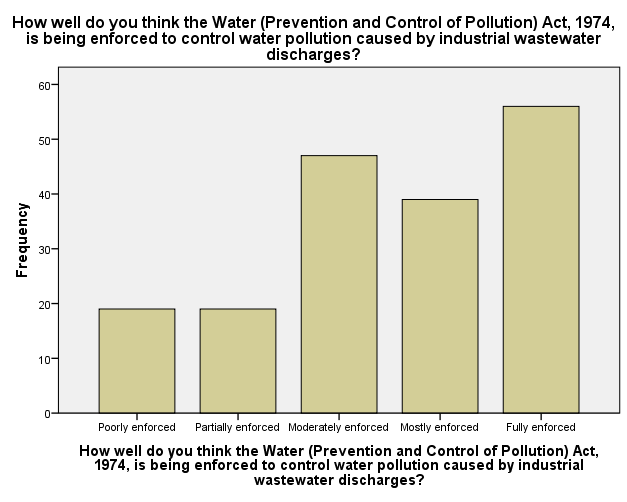 How well do you think the Water (Prevention and Control of Pollution) Act, 1974,
is being enforced to control water pollution caused by industrial wastewater
discharges?
Frequency
60
50
40
30
20
10
0
Poorly enforced
Partially enforced
Moderately enforced
Mostly enforced
Fully enforced
How well do you think the Water (Prevention and Control of Pollution) Act,
1974, is being enforced to control water pollution caused by industrial
wastewater discharges?